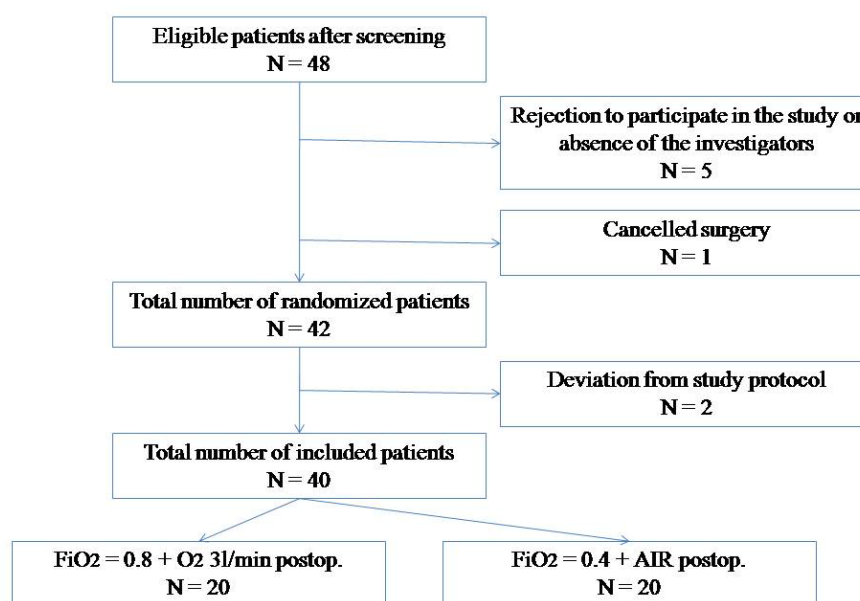 Eligible patients after screening
N = 48
Rejection to participate in the study or
absence of the investigators
N = 5
Cancelled surgery
N = 1
Total number of randomized patients
N = 42
Deviation from study protocol
N = 2
Total number of included patients
N = 40
FiO2 = 0.8 + O2 3l/min postop.
N = 20
FiO2 = 0.4 + AIR postop.
N = 20